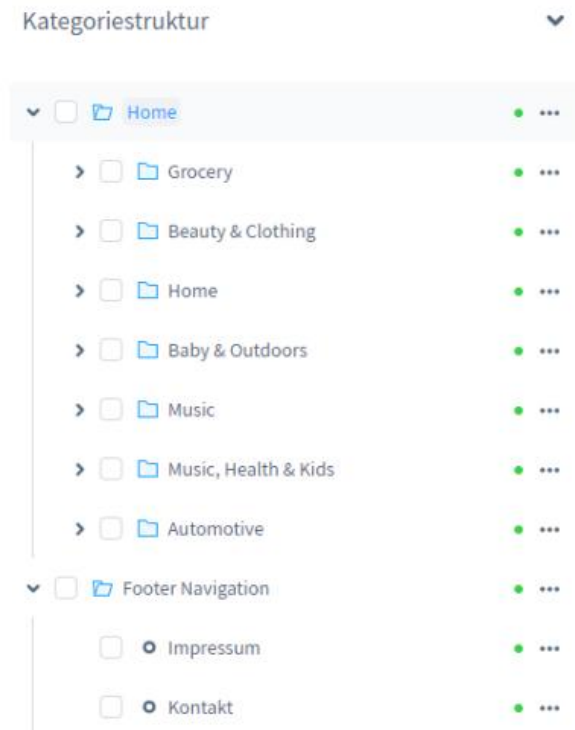 Kategoriestruktur
Home
Grocery
Beauty & Clothing
Home
Baby & Outdoors
Music
Music, Health & Kids
Automotive
Footer Navigation
Impressum
Kontakt